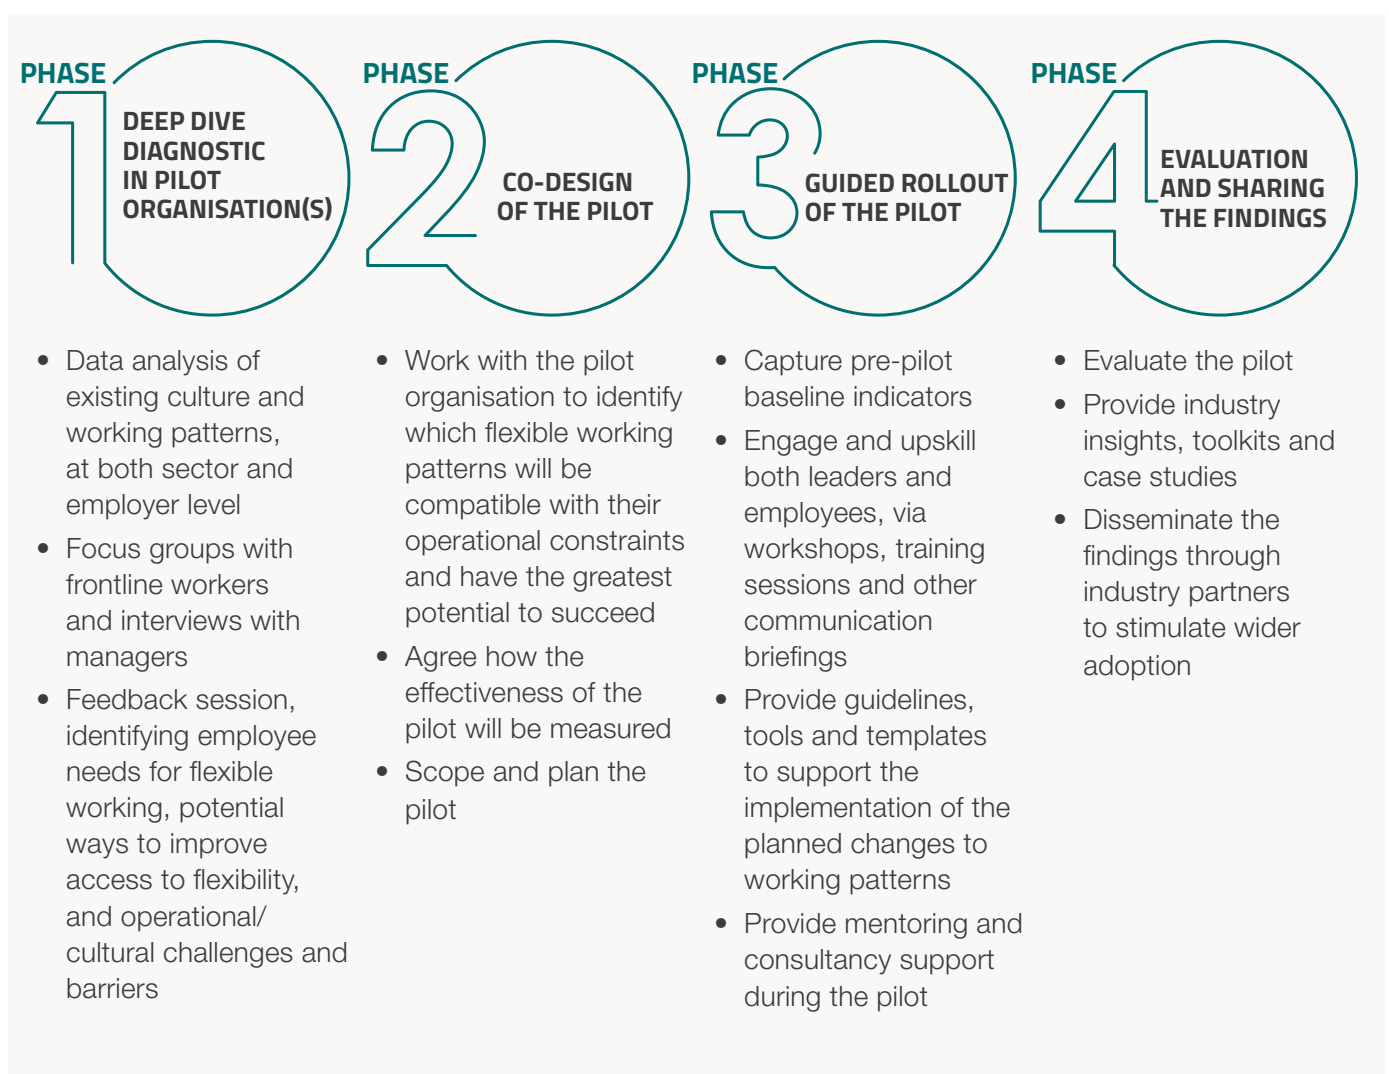 PHASE
1
DEEP DIVE
DIAGNOSTIC
IN PILOT
ORGANISATION(S)
• Data analysis of
existing culture and
working patterns,
at both sector and
employer level
• Focus groups with
frontline workers
and interviews with
managers
• Feedback session,
identifying employee
needs for flexible
working, potential
ways to improve
access to flexibility,
and operational/
cultural challenges and
barriers
PHASE
2
CO-DESIGN
OF THE PILOT
• Work with the pilot
organisation to identify
which flexible working
patterns will be
compatible with their
operational constraints
and have the greatest
potential to succeed
• Agree how the
effectiveness of the
pilot will be measured
• Scope and plan the
pilot
PHASE
3
GUIDED ROLLOUT
OF THE PILOT
• Capture pre-pilot
baseline indicators
• Engage and upskill
both leaders and
employees, via
workshops, training
sessions and other
communication
briefings
• Provide guidelines,
tools and templates
to support the
implementation of the
planned changes to
working patterns
• Provide mentoring and
consultancy support
during the pilot
PHASE
4
EVALUATION
AND SHARING
THE FINDINGS
• Evaluate the pilot
• Provide industry
insights, toolkits and
case studies
• Disseminate the
findings through
industry partners
to stimulate wider
adoption